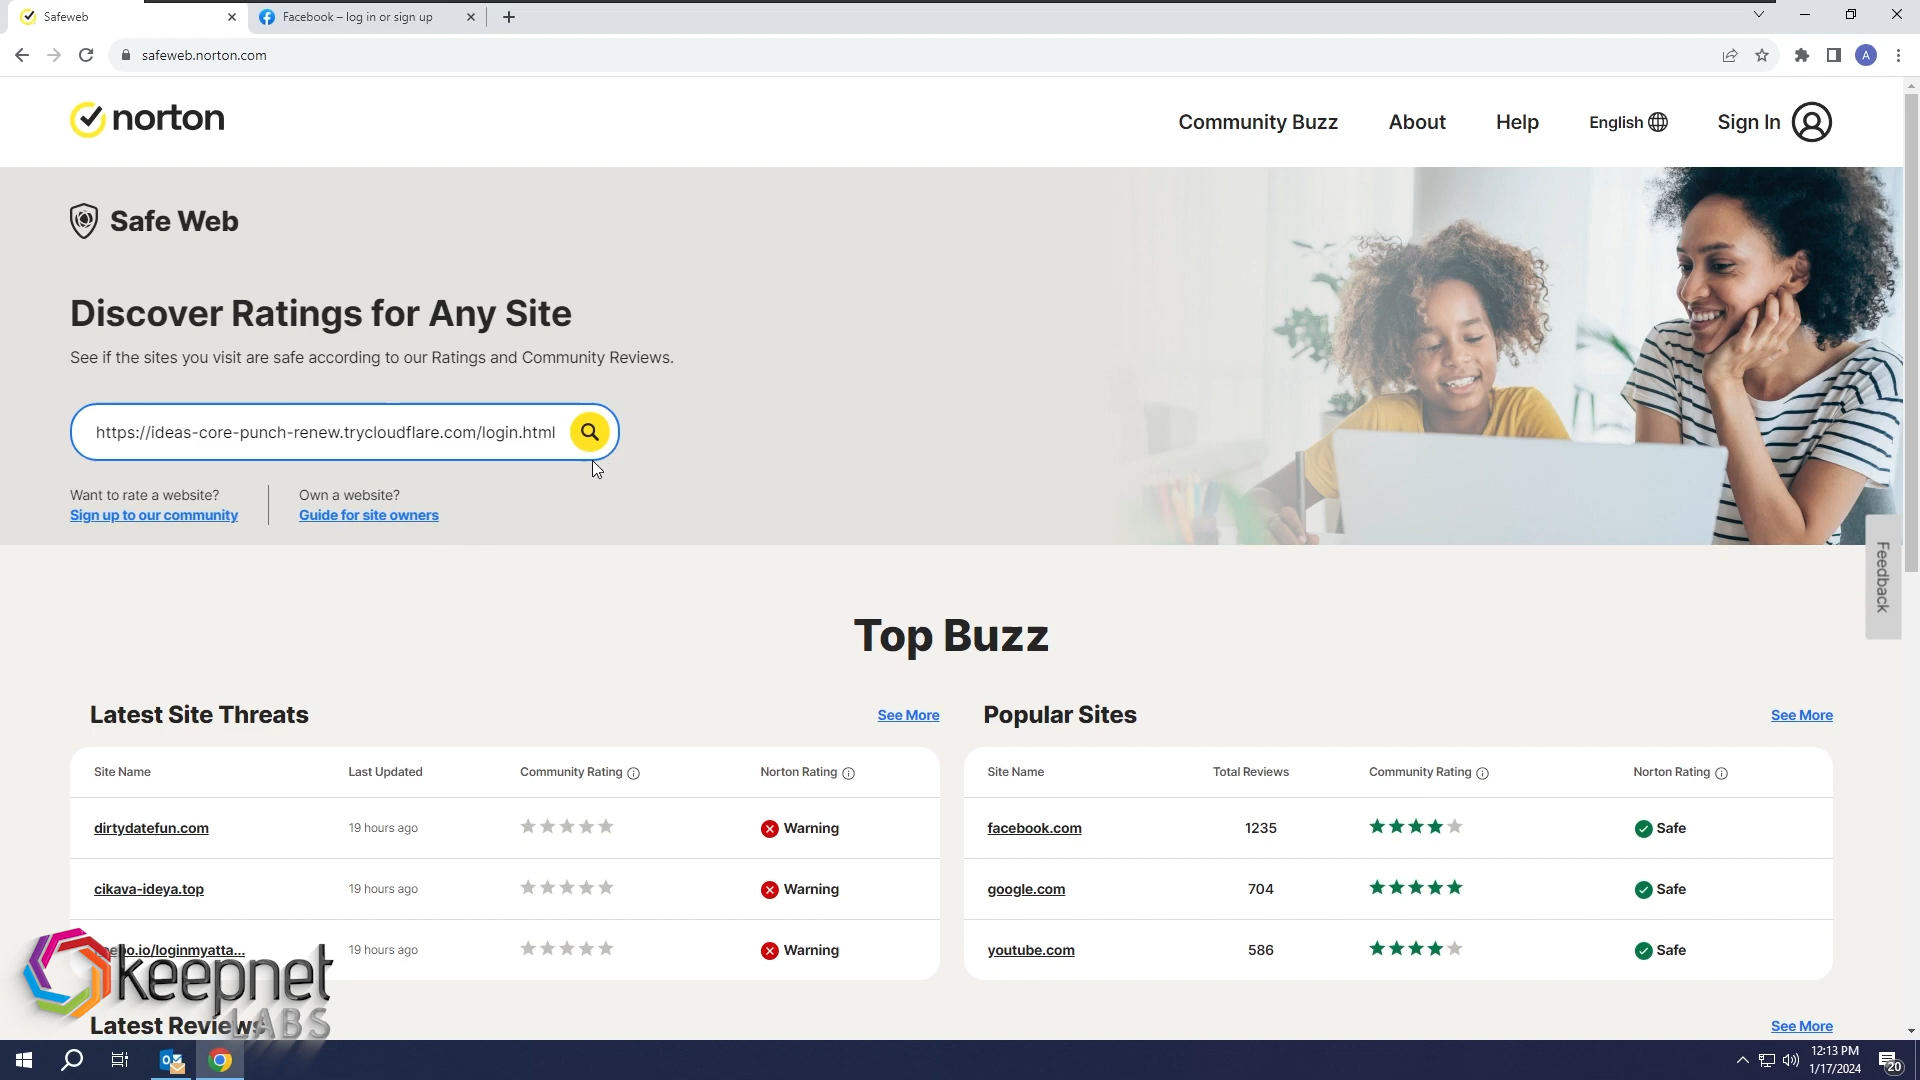 Safeweb
Facebook – log in or sign up
safeweb.norton.com
A
norton
Community Buzz
About
Help
English
Sign In
Safe Web
Discover Ratings for Any Site
See if the sites you visit are safe according to our Ratings and Community Reviews.
https://ideas-core-punch-renew.trycloudflare.com/login.html
Want to rate a website?
Sign up to our community
Own a website?
Guide for site owners
Feedback
Top Buzz
Latest Site Threats
See More
Site Name Last Updated Community Rating Norton Rating
dirtydatefun.com 19 hours ago Warning
cikava-ideya.top 19 hours ago Warning
bo.io/loginmyatta... 19 hours ago Warning
Popular Sites
See More
Site Name Total Reviews Community Rating Norton Rating
facebook.com 1235 Safe
google.com 704 Safe
youtube.com 586 Safe
keepnet
LABS
Latest Reviews
See More
12:13 PM
1/17/2024
20